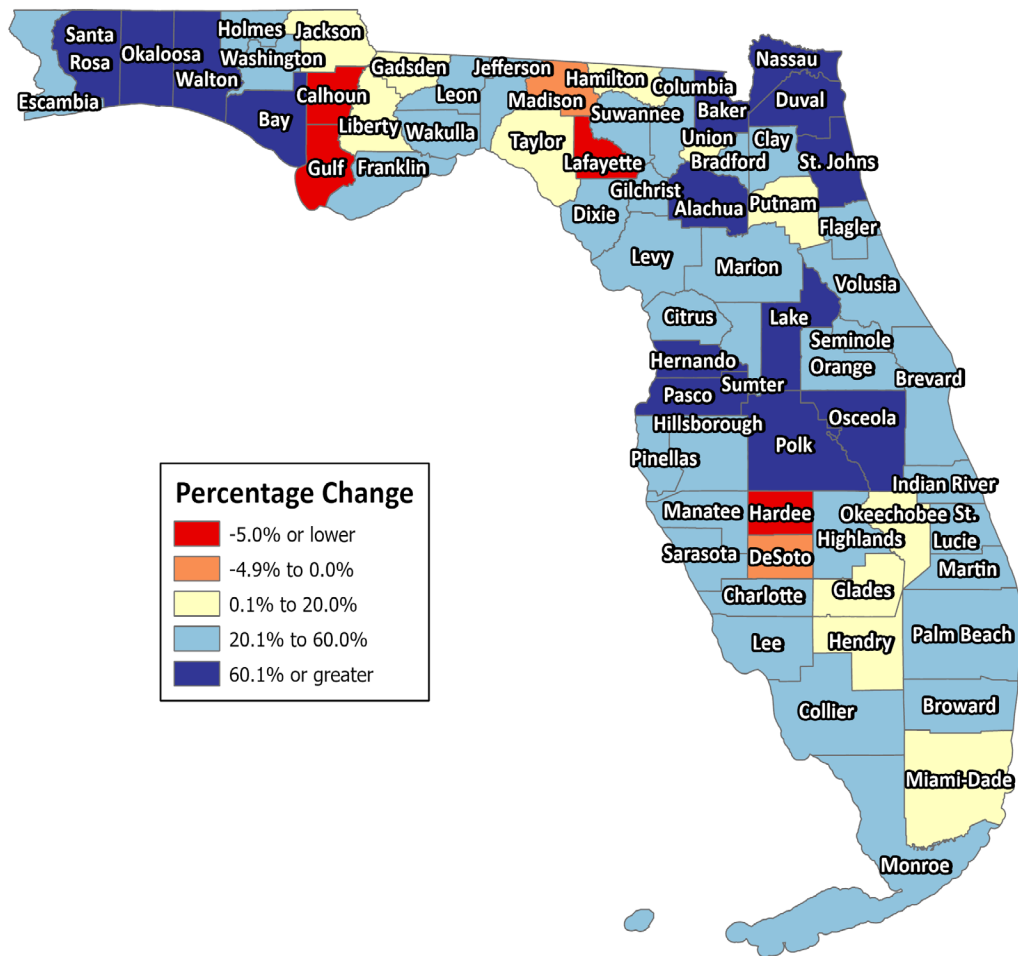 Holmes
Jackson
Santa
Rosa
Okaloosa
Washington
Walton
Escambia
Bay
Calhoun
Gulf
Gadsden
Liberty
Leon
Wakulla
Franklin
Jefferson
Madison
Hamilton
Taylor
Lafayette
Suwannee
Columbia
Baker
Nassau
Duval
Union
Bradford
Clay
St. Johns
Gilchrist
Dixie
Alachua
Putnam
Flagler
Levy
Marion
Volusia
Citrus
Lake
Seminole
Orange
Hernando
Sumter
Brevard
Pasco
Osceola
Hillsborough
Polk
Pinellas
Indian River
Manatee
Hardee
Okeechobee
St.
Lucie
Highlands
Sarasota
DeSoto
Martin
Charlotte
Glades
Lee
Hendry
Palm Beach
Collier
Broward
Miami-Dade
Monroe
Percentage Change
-5.0% or lower
-4.9% to 0.0%
0.1% to 20.0%
20.1% to 60.0%
60.1% or greater